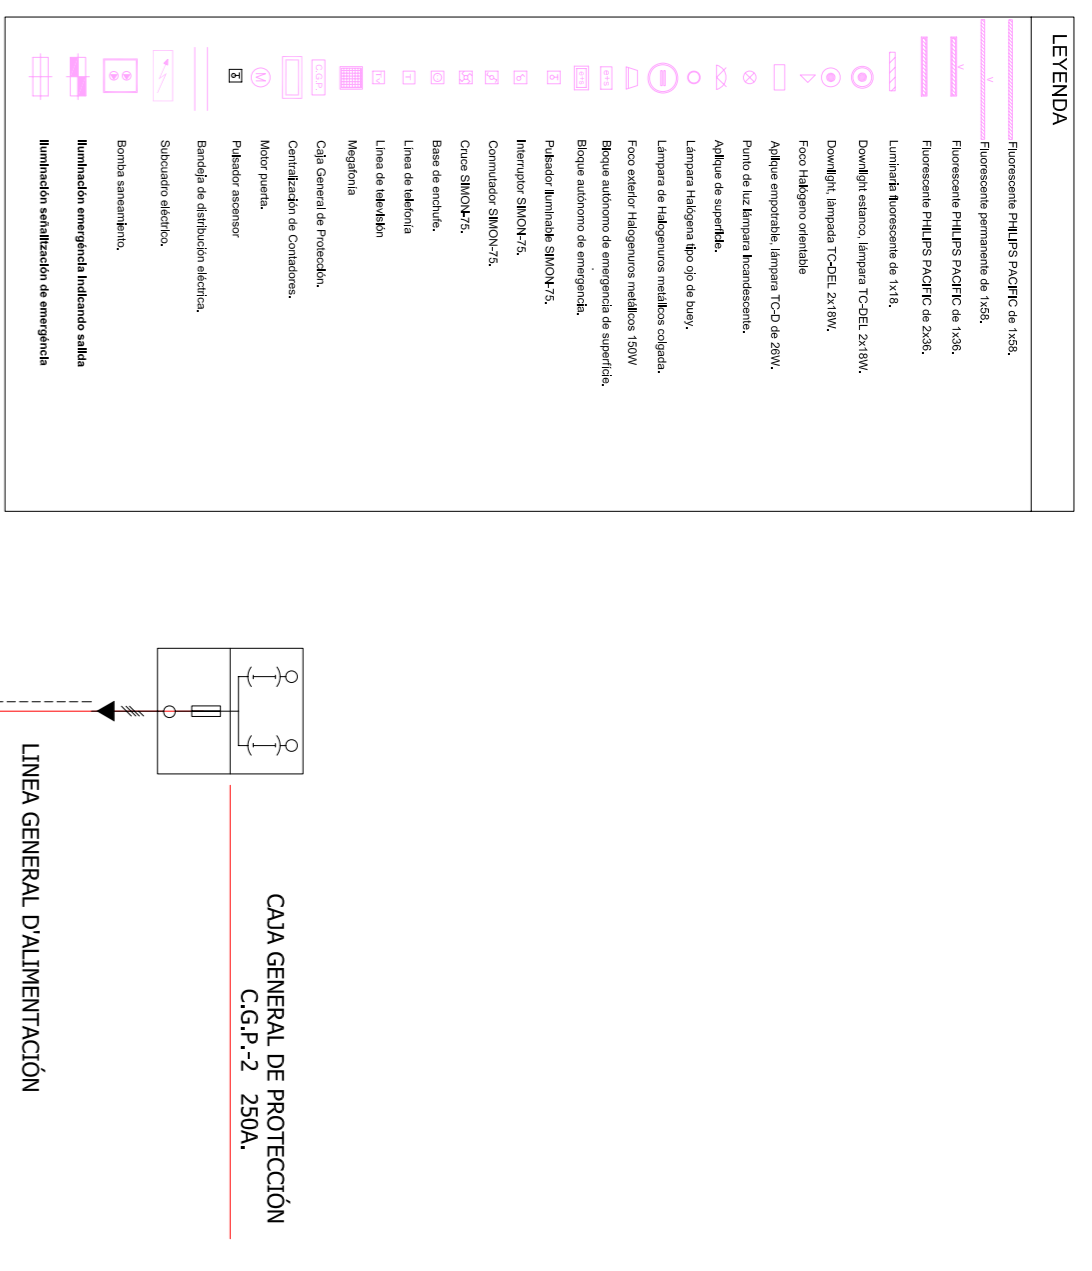 LEYENDA
Fluorescente PHILIPS PACIFIC de 1x58.
Fluorescente permanente de 1x58.
V
Fluorescente PHILIPS PACIFIC de 1x36.
V
Fluorescente PHILIPS PACIFIC de 2x36.
Luminaria fluorescente de 1x18.
Downlight estanco, lámpara TC-DEL 2x18W.
Downlight, làmpada TC-DEL 2x18W.
Foco Halógeno orientable
Aplique empotrable, lámpara TC-D de 26W.
Punto de luz lámpara Incandescente.
Aplique de superficie.
Lámpara Halógena tipo ojo de buey.
Lámpara de Halogenuros metálicos colgada.
Foco exterior Halogenuros metálicos 150W
Bloque autónomo de emergencia de superfície.
Bloque autónomo de emergencia.
Pulsador iluminable SIMON-75.
Interruptor SIMON-75.
Conmutador SIMON-75.
Cruce SIMON-75.
Base de enchufe.
Línea de telefonía
Línea de televisión
Megafonía
C.G.P.
Caja General de Protección.
Centralización de Contadores.
M
Motor puerta.
Pulsador ascensor
Bandeja de distribución eléctrica.
Subcuadro eléctrico.
Bomba saneamiento.
Iluminación emergéncia Indicando salida
Iluminación señalitzación de emergéncia
CAJA GENERAL DE PROTECCIÓN
C.G.P.-2 250A.
LINEA GENERAL D'ALIMENTACIÓN